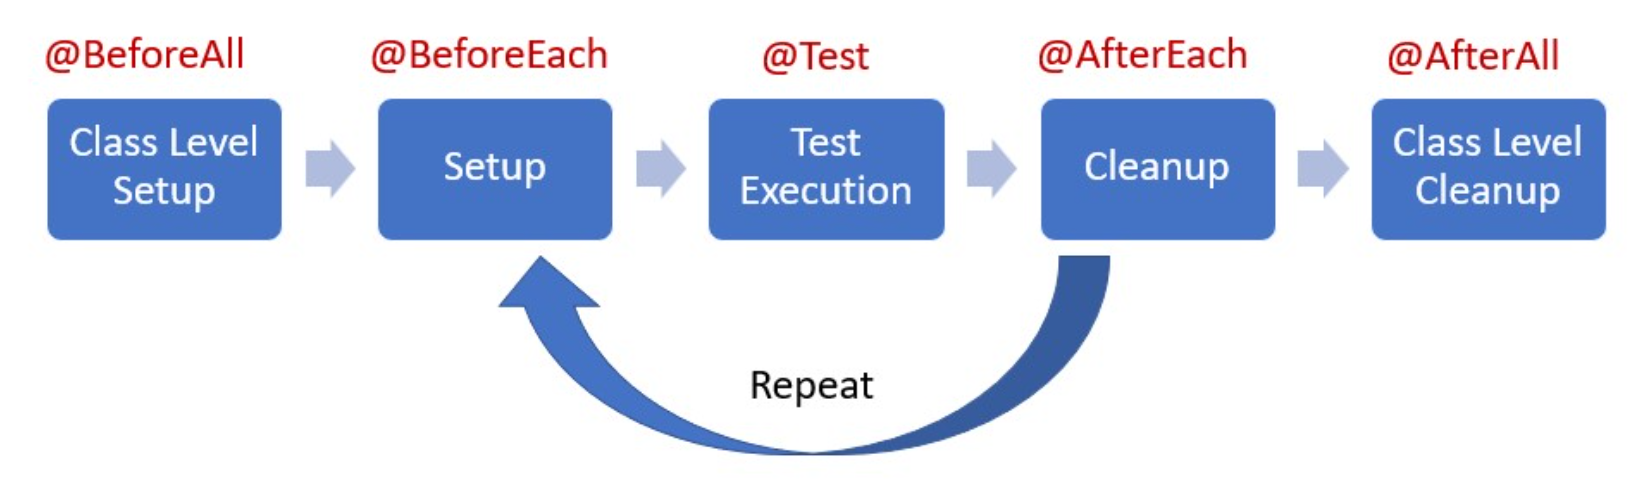 @BeforeAll
@BeforeEach
@Test
@AfterEach
@AfterAll
Class Level
Setup
Setup
Test
Execution
Cleanup
Class Level
Cleanup
Repeat